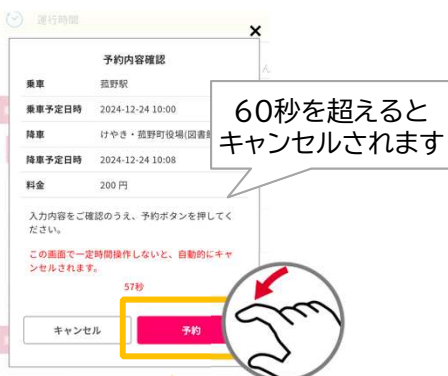 運行時間
×
予約内容確認
乗車 菰野駅
乗車予定日時 2024-12-24 10:00
降車 けやき・菰野町役場(図書館
降車予定日時 2024-12-24 10:08
料金 200 円
60秒を超えると
キャンセルされます
入力内容をご確認のうえ、予約ボタンを押してく
ださい。
この画面で一定時間操作しないと、自動的にキャ
ンセルされます。
57秒
キャンセル 予約